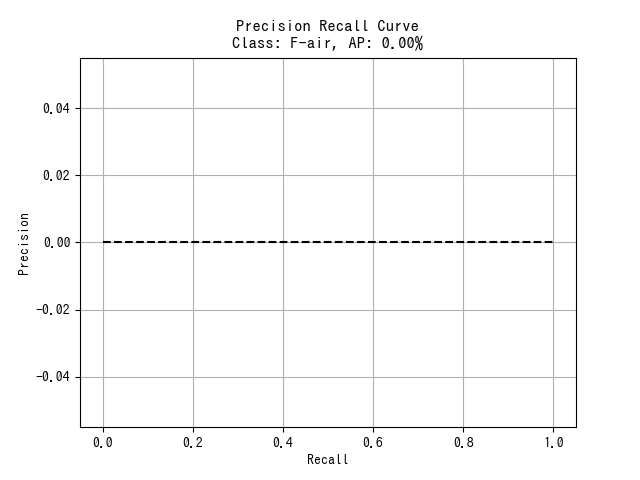 Precision Recall Curve
Class: F-air, AP: 0.00%
0.04
0.02
0.00
-0.02
-0.04
Precision
0.0 0.2 0.4 0.6 0.8 1.0
Recall